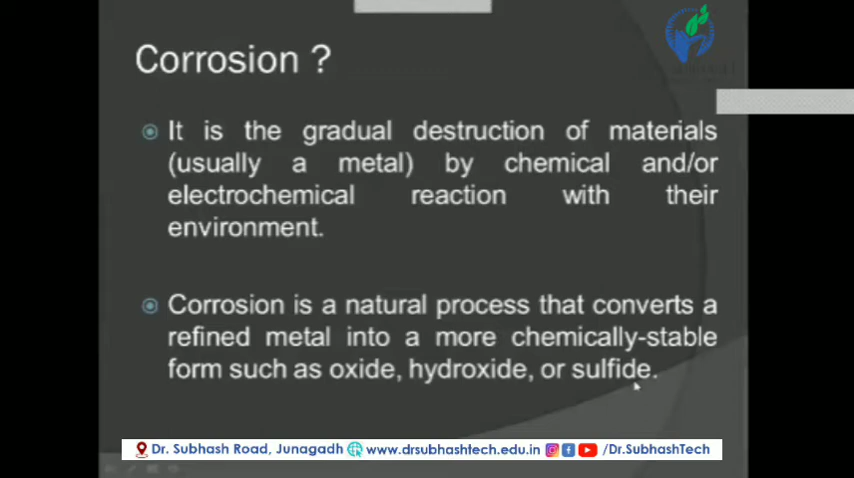 Corrosion ?
It is the gradual destruction of materials
(usually a metal) by chemical and/or
electrochemical reaction with their
environment.
Corrosion is a natural process that converts a
refined metal into a more chemically-stable
form such as oxide, hydroxide, or sulfide.
Dr. Subhash Road, Junagadh www.drsubhashtech.edu.in /Dr.SubhashTech